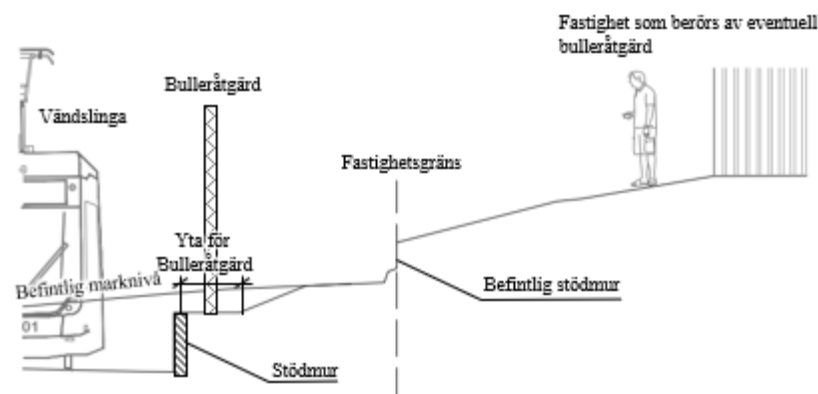 Fastighet som berörs av eventuell
bulleråtgärd
Bulleråtgärd
Vändslinga
Fastighetsgräns
Yta för
Bulleråtgärd
Befintlig marknivå
Befintlig stödmur
01
Stödmur